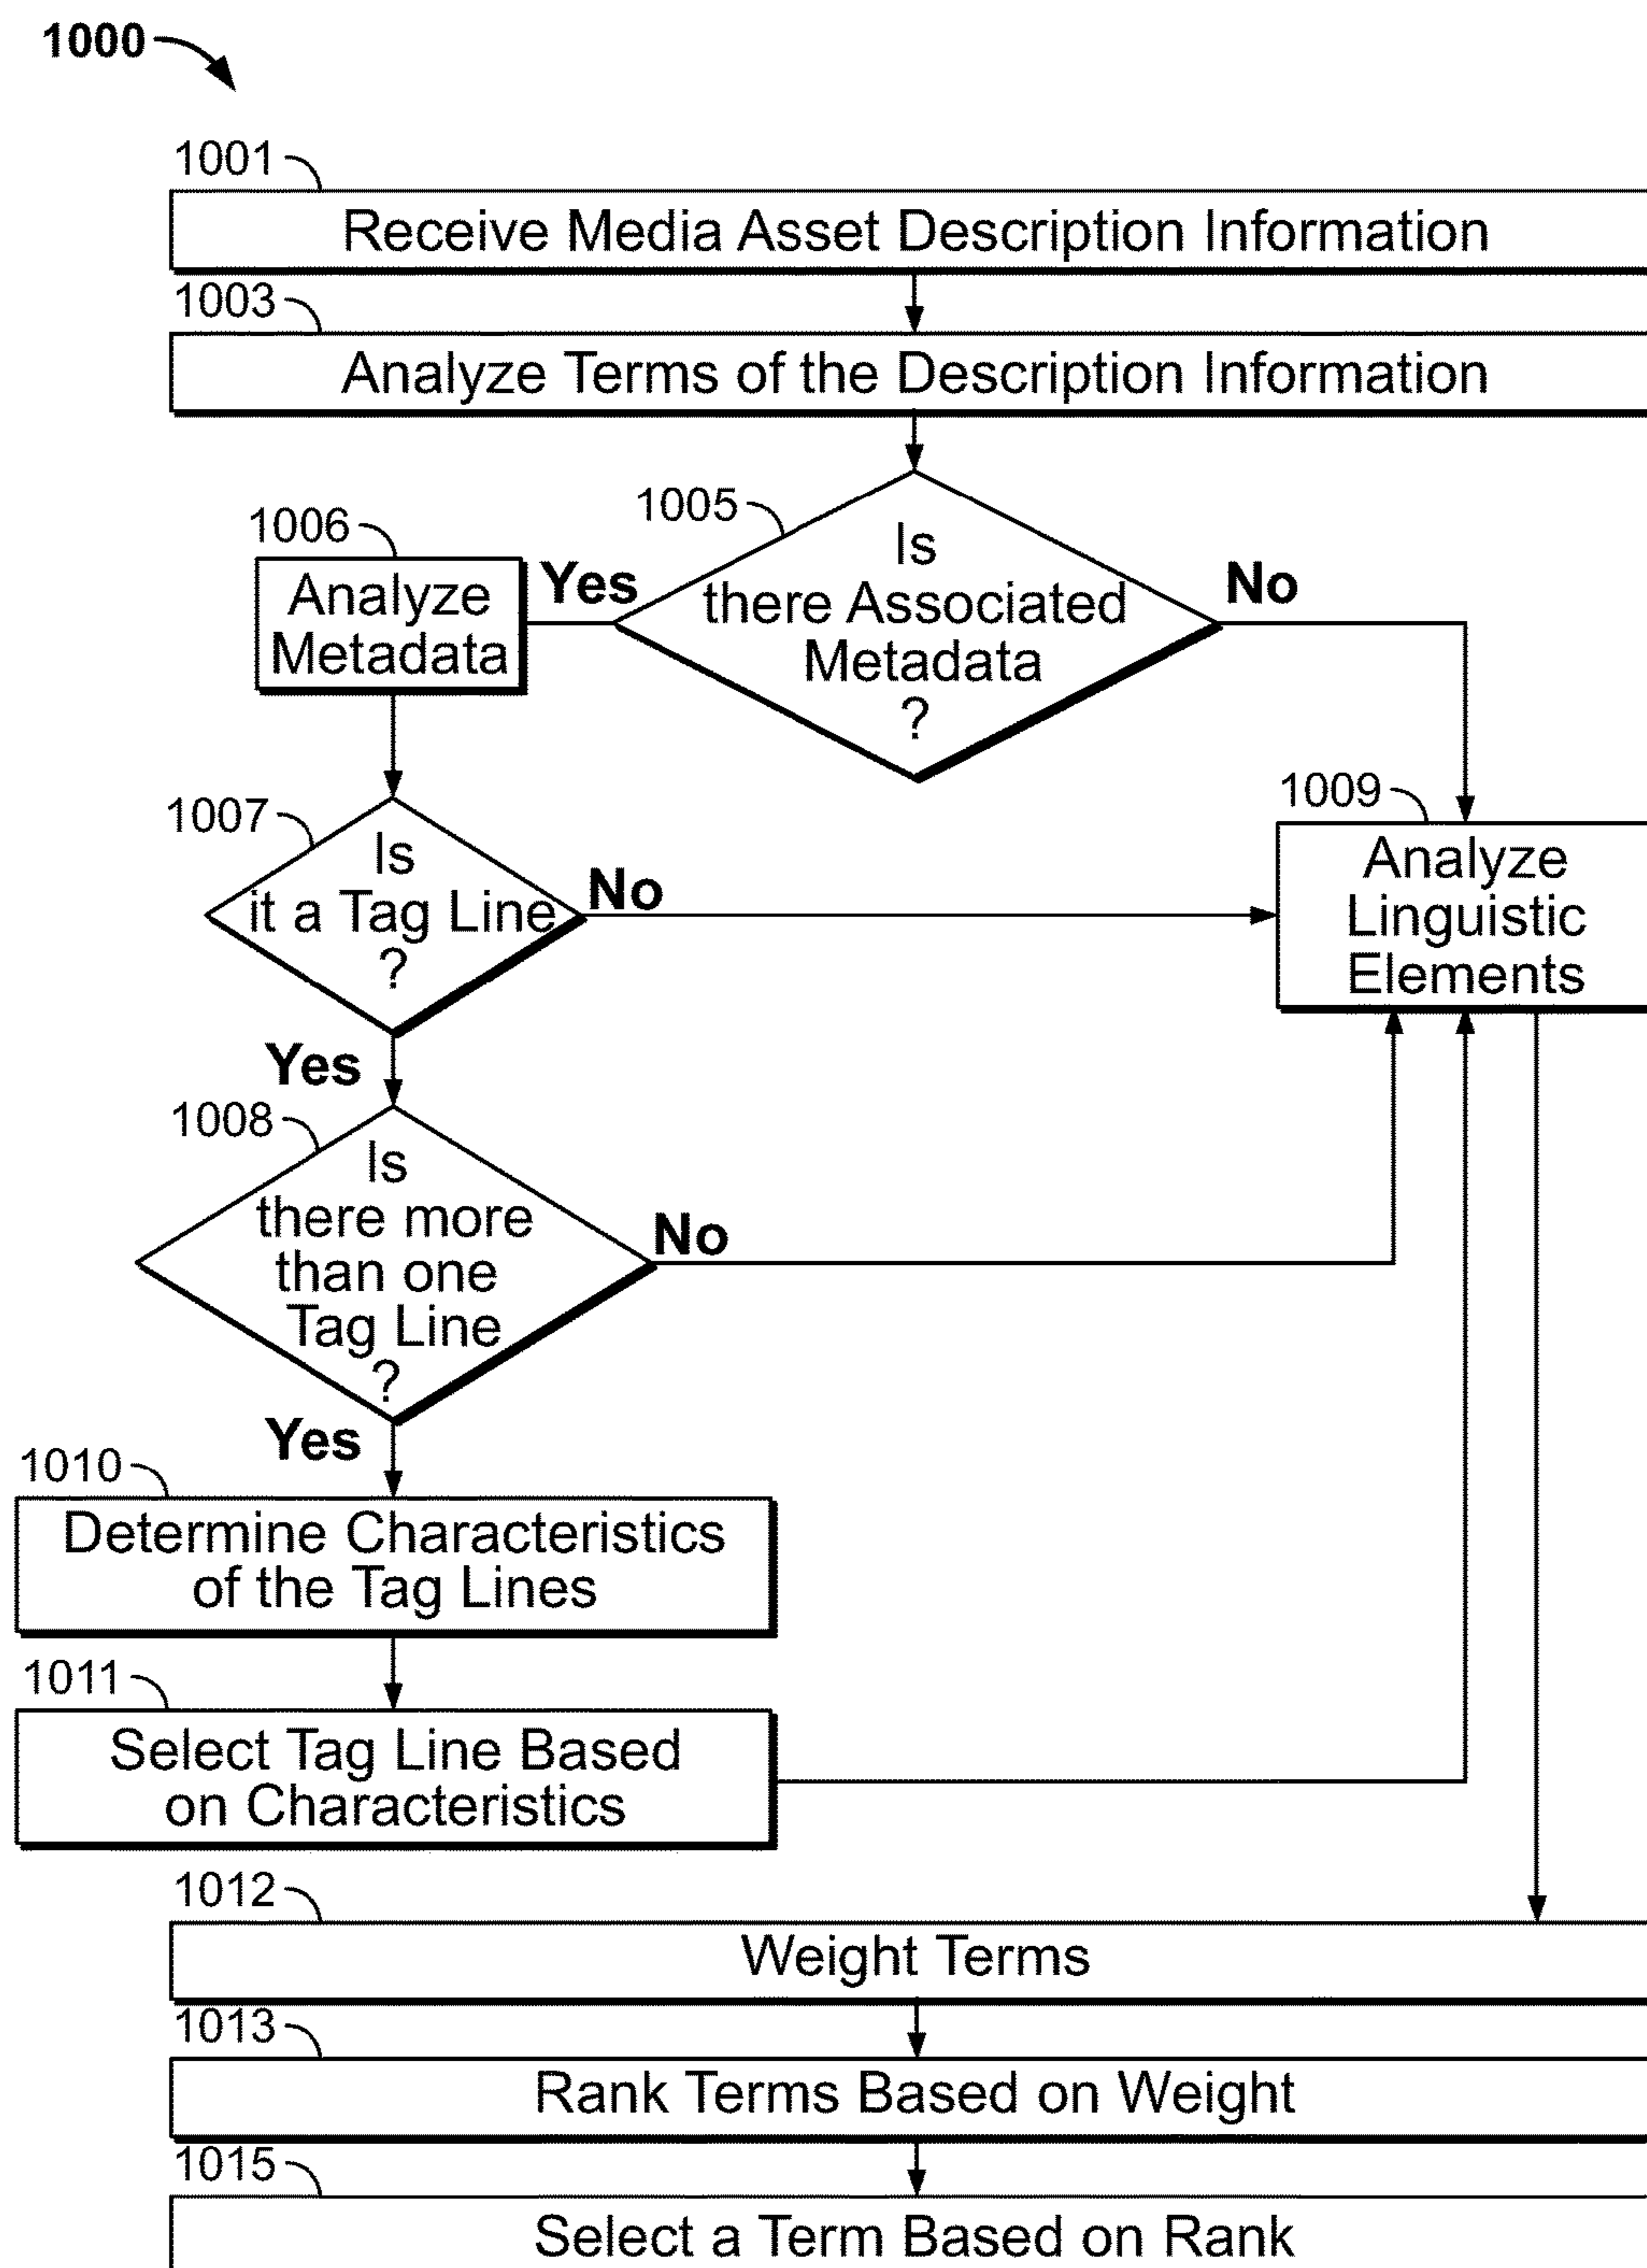 1000
1001
Receive Media Asset Description Information
1003
Analyze Terms of the Description Information
1005
Is
there Associated
Metadata
?
Yes
No
1006
Analyze
Metadata
1007
Is
it a Tag Line
?
No
Yes
1009
Analyze
Linguistic
Elements
1008
Is
there more
than one
Tag Line
?
No
Yes
1010
Determine Characteristics
of the Tag Lines
1011
Select Tag Line Based
on Characteristics
1012
Weight Terms
1013
Rank Terms Based on Weight
1015
Select a Term Based on Rank